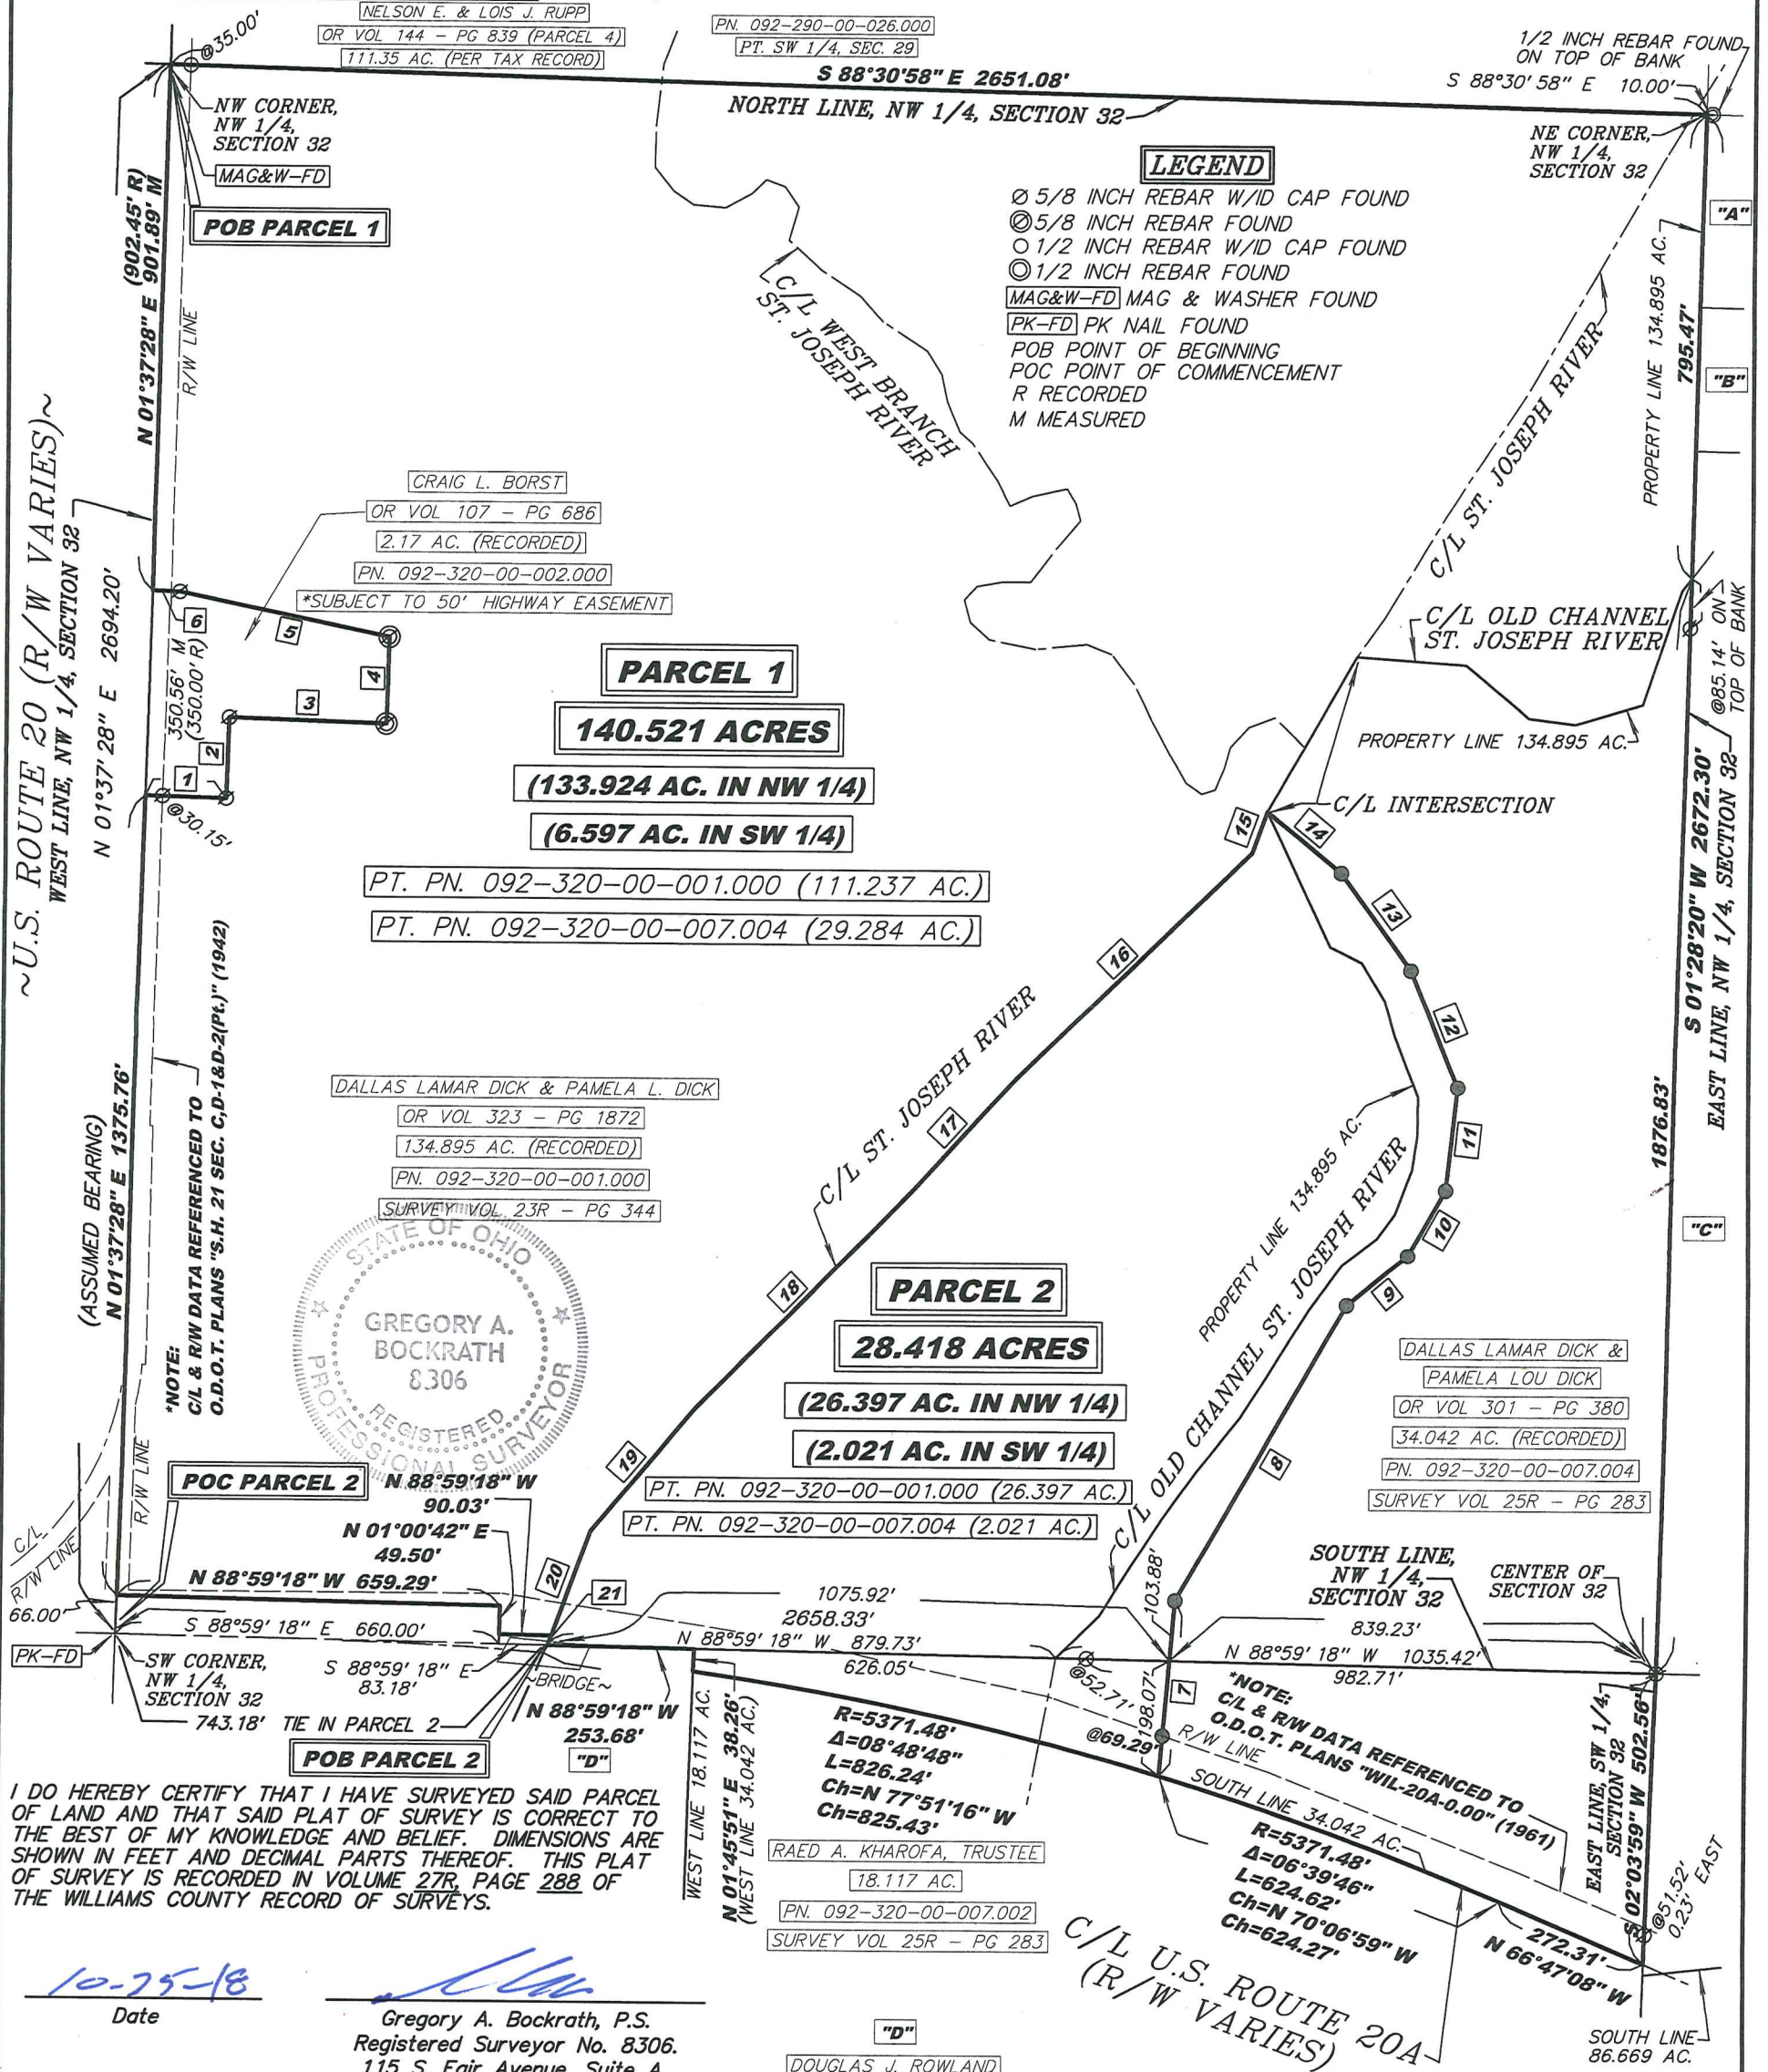 NELSON E. & LOIS J. RUPP
OR VOL 144 - PG 839 (PARCEL 4)
111.35 AC. (PER TAX RECORD)
PN. 092-290-00-026.000
PT. SW 1/4, SEC. 29
@35.00'
S 88°30'58" E 2651.08'
NORTH LINE, NW 1/4, SECTION 32
1/2 INCH REBAR FOUND
ON TOP OF BANK
S 88°30'58" E 10.00'
NW CORNER,
NW 1/4,
SECTION 32
MAG&W-FD
POB PARCEL 1
NE CORNER,
NW 1/4,
SECTION 32
LEGEND
Ø 5/8 INCH REBAR W/ID CAP FOUND
5/8 INCH REBAR FOUND
○ 1/2 INCH REBAR W/ID CAP FOUND
◎ 1/2 INCH REBAR FOUND
MAG&W-FD MAG & WASHER FOUND
PK-FD PK NAIL FOUND
POB POINT OF BEGINNING
POC POINT OF COMMENCEMENT
R RECORDED
M MEASURED
(902.45' R)
N 01°37'28" E 901.89' M
R/W LINE
C/L WEST BRANCH
ST. JOSEPH RIVER
"A"
PROPERTY LINE 134.895 AC.
795.47'
"B"
C/L ST. JOSEPH RIVER
~U.S. ROUTE 20 (R/W VARIES)~
WEST LINE, NW 1/4, SECTION 32
N 01°37'28" E 2694.20'
CRAIG L. BORST
OR VOL 107 - PG 686
2.17 AC. (RECORDED)
PN. 092-320-00-002.000
*SUBJECT TO 50' HIGHWAY EASEMENT
6
5
4
3
2
1
350.56' M
(350.00' R)
@30.15'
C/L OLD CHANNEL
ST. JOSEPH RIVER
@85.14' ON
TOP OF BANK
PROPERTY LINE 134.895 AC.
C/L INTERSECTION
PARCEL 1
140.521 ACRES
(133.924 AC. IN NW 1/4)
(6.597 AC. IN SW 1/4)
PT. PN. 092-320-00-001.000 (111.237 AC.)
PT. PN. 092-320-00-007.004 (29.284 AC.)
15
14
13
12
11
10
9
16
17
18
19
20
S 01°28'20" W 2672.30'
EAST LINE, NW 1/4, SECTION 32
1876.83'
"C"
C/L ST. JOSEPH RIVER
(ASSUMED BEARING)
N 01°37'28" E 1375.76'
*NOTE:
C/L & R/W DATA REFERENCED TO
O.D.O.T. PLANS "S.H. 21 SEC. C,D-1&D-2(Pt.)" (1942)
R/W LINE
DALLAS LAMAR DICK & PAMELA L. DICK
OR VOL 323 - PG 1872
134.895 AC. (RECORDED)
PN. 092-320-00-001.000
SURVEY VOL 23R - PG 344
STATE OF OHIO
GREGORY A.
BOCKRATH
8306
REGISTERED
PROFESSIONAL SURVEYOR
PROPERTY LINE 134.895 AC.
C/L OLD CHANNEL ST. JOSEPH RIVER
PARCEL 2
28.418 ACRES
(26.397 AC. IN NW 1/4)
(2.021 AC. IN SW 1/4)
PT. PN. 092-320-00-001.000 (26.397 AC.)
PT. PN. 092-320-00-007.004 (2.021 AC.)
8
DALLAS LAMAR DICK &
PAMELA LOU DICK
OR VOL 301 - PG 380
34.042 AC. (RECORDED)
PN. 092-320-00-007.004
SURVEY VOL 25R - PG 283
POC PARCEL 2
N 88°59'18" W
90.03'
N 01°00'42" E
49.50'
N 88°59'18" W 659.29'
C/L
R/W LINE
66.00'
PK-FD
S 88°59'18" E 660.00'
SW CORNER,
NW 1/4,
SECTION 32
S 88°59'18" E
83.18'
743.18' TIE IN PARCEL 2
~BRIDGE~
POB PARCEL 2
21
1075.92'
2658.33'
N 88°59'18" W 879.73'
626.05'
N 88°59'18" W
253.68'
"D"
103.88'
SOUTH LINE,
NW 1/4,
SECTION 32
CENTER OF
SECTION 32
839.23'
N 88°59'18" W 1035.42'
982.71'
@52.71'
198.07'
7
@69.29'
R/W LINE
*NOTE:
C/L & R/W DATA REFERENCED TO
O.D.O.T. PLANS "WIL-20A-0.00" (1961)
SOUTH LINE 34.042 AC.
WEST LINE 18.117 AC.
N 01°45'51" E 38.26'
(WEST LINE 34.042 AC.)
R=5371.48'
Δ=08°48'48"
L=826.24'
Ch=N 77°51'16" W
Ch=825.43'
RAED A. KHAROFA, TRUSTEE
18.117 AC.
PN. 092-320-00-007.002
SURVEY VOL 25R - PG 283
R=5371.48'
Δ=06°39'46"
L=624.62'
Ch=N 70°06'59" W
Ch=624.27'
EAST LINE, SW 1/4,
SECTION 32
S 02°03'59" W 502.56'
@51.52'
0.23' EAST
272.31'
N 66°47'08" W
C/L U.S. ROUTE 20A
(R/W VARIES)
SOUTH LINE
86.669 AC.
I DO HEREBY CERTIFY THAT I HAVE SURVEYED SAID PARCEL
OF LAND AND THAT SAID PLAT OF SURVEY IS CORRECT TO
THE BEST OF MY KNOWLEDGE AND BELIEF. DIMENSIONS ARE
SHOWN IN FEET AND DECIMAL PARTS THEREOF. THIS PLAT
OF SURVEY IS RECORDED IN VOLUME 27R, PAGE 288 OF
THE WILLIAMS COUNTY RECORD OF SURVEYS.
10-25-18
Date
Gregory A. Bockrath, P.S.
Registered Surveyor No. 8306.
115 S. Fair Avenue, Suite A
"D"
DOUGLAS J. ROWLAND